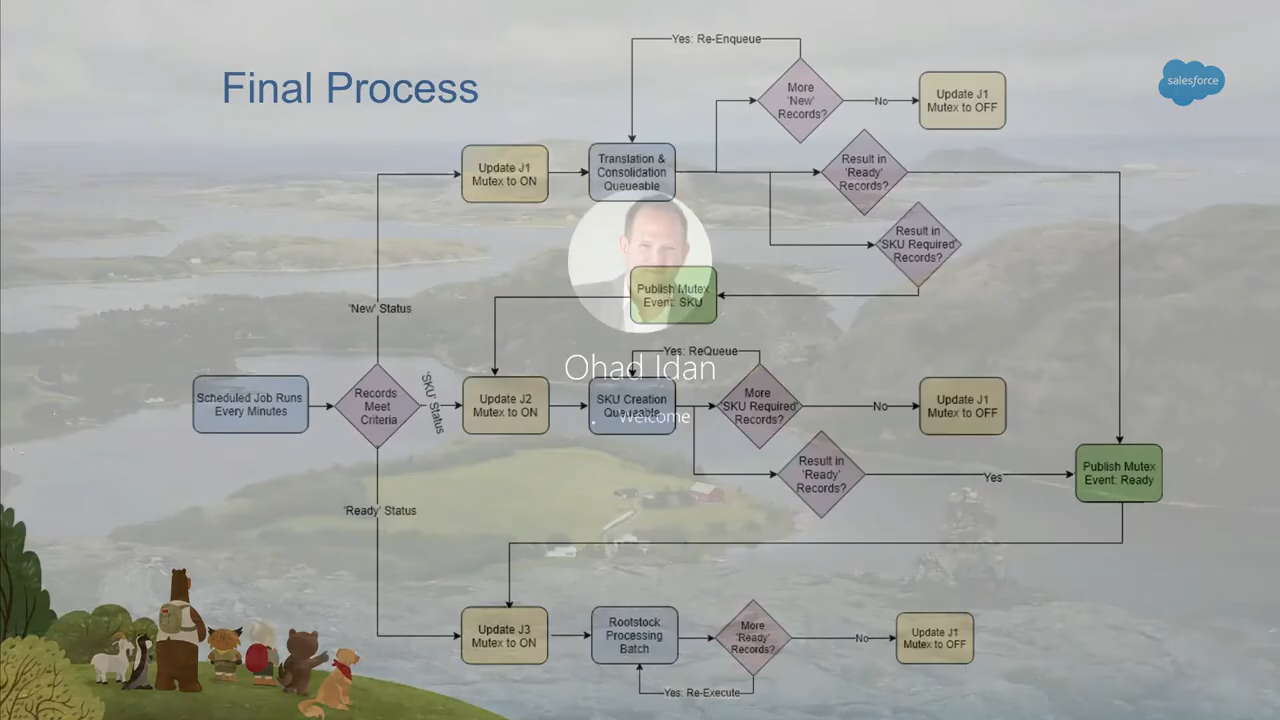 Final Process
salesforce
Yes: Re-Enqueue
More
'New'
Records?
No
Update J1
Mutex to OFF
Update J1
Mutex to ON
Translation &
Consolidation
Queueable
Result in
'Ready'
Records?
Result in
'SKU Required'
Records?
Publish Mutex
Event: SKU
'New' Status
Ohad Idan
Welcome
Yes: ReQueue
Scheduled Job Runs
Every Minutes
Records
Meet
Criteria
'SKU' Status
Update J2
Mutex to ON
SKU Creation
Queueable
More
'SKU Required'
Records?
No
Update J1
Mutex to OFF
Result in
'Ready'
Records?
Yes
Publish Mutex
Event: Ready
'Ready' Status
Update J3
Mutex to ON
Rootstock
Processing
Batch
More
'Ready'
Records?
No
Update J1
Mutex to OFF
Yes: Re-Execute